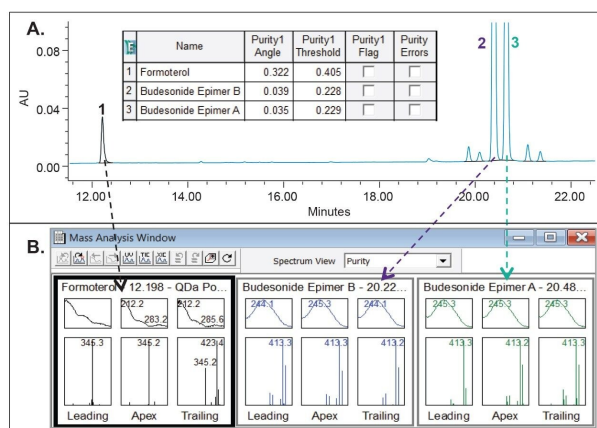 A.
0.08
0.04
0.00
AU
Name Purity1 Angle Purity1 Threshold Purity1 Flag Purity Errors
1 Formoterol 0.322 0.405
2 Budesonide Epimer B 0.039 0.228
3 Budesonide Epimer A 0.035 0.229
1
2 3
12.00 14.00 16.00 18.00 20.00 22.00
Minutes
B.
Mass Analysis Window
Spectrum View Purity
Formoterol 12.198 - QDa Po... Budesonide Epimer B - 20.22... Budesonide Epimer A - 20.48...
212.2 283.2 212.2 285.6 244.1 245.3 244.1 245.3 245.3 245.3
345.3 345.2 423.4 345.2 413.3 413.3 413.2 413.3 413.3 413.2
Leading Apex Trailing Leading Apex Trailing Leading Apex Trailing